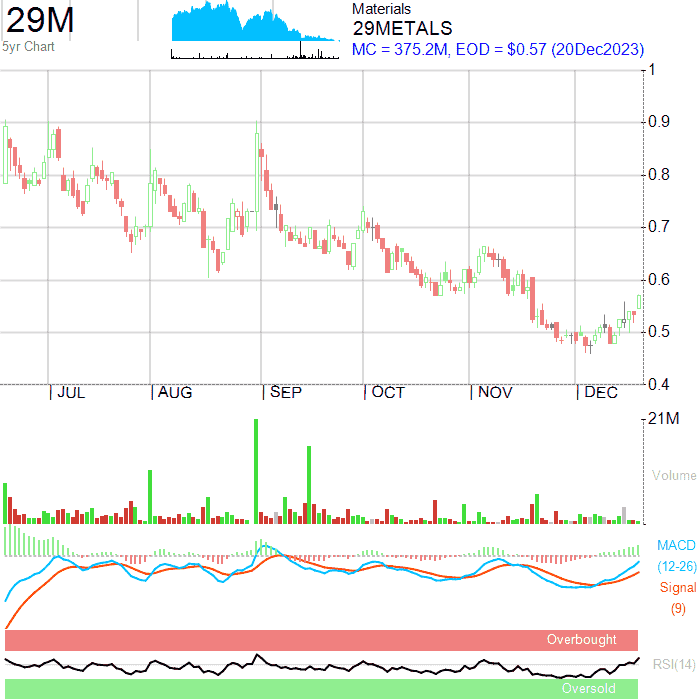 29M
5yr Chart
Materials
29METALS
MC = 375.2M, EOD = $0.57 (20Dec2023)
1
0.9
0.8
0.7
0.6
0.5
0.4
JUL AUG SEP OCT NOV DEC
21M
Volume
MACD
(12-26)
Signal
(9)
Overbought
RSI(14)
Oversold